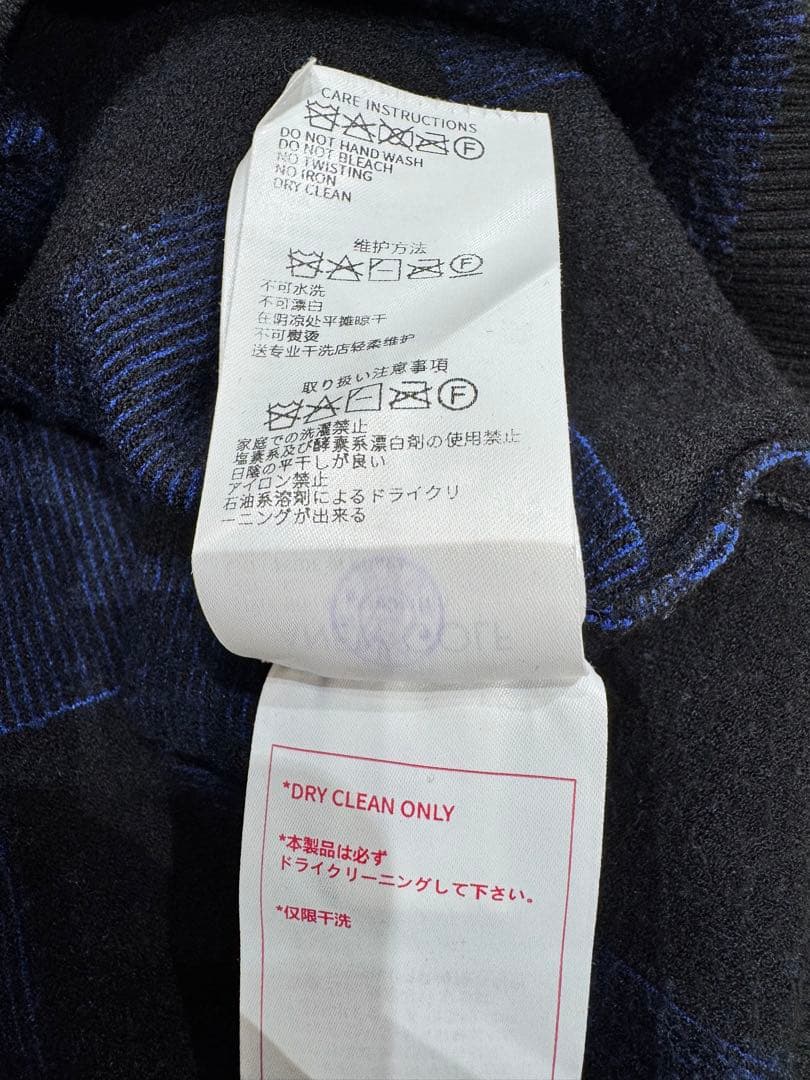 CARE INSTRUCTIONS
F
DO NOT HAND WASH
DO NOT BLEACH
NO TWISTING
NO IRON
DRY CLEAN
维护方法
F
不可水洗
不可漂白
在阴凉处平摊晾干
不可熨烫
送专业干洗店轻柔维护
取り扱い注意事項
F
家庭での洗濯禁止
塩素系及び酵素系漂白剤の使用禁止
日陰の平干しが良い
アイロン禁止
石油系溶剤によるドライクリ
ーニングが出来る
*DRY CLEAN ONLY
*本製品は必ず
ドライクリーニングして下さい。
*仅限干洗